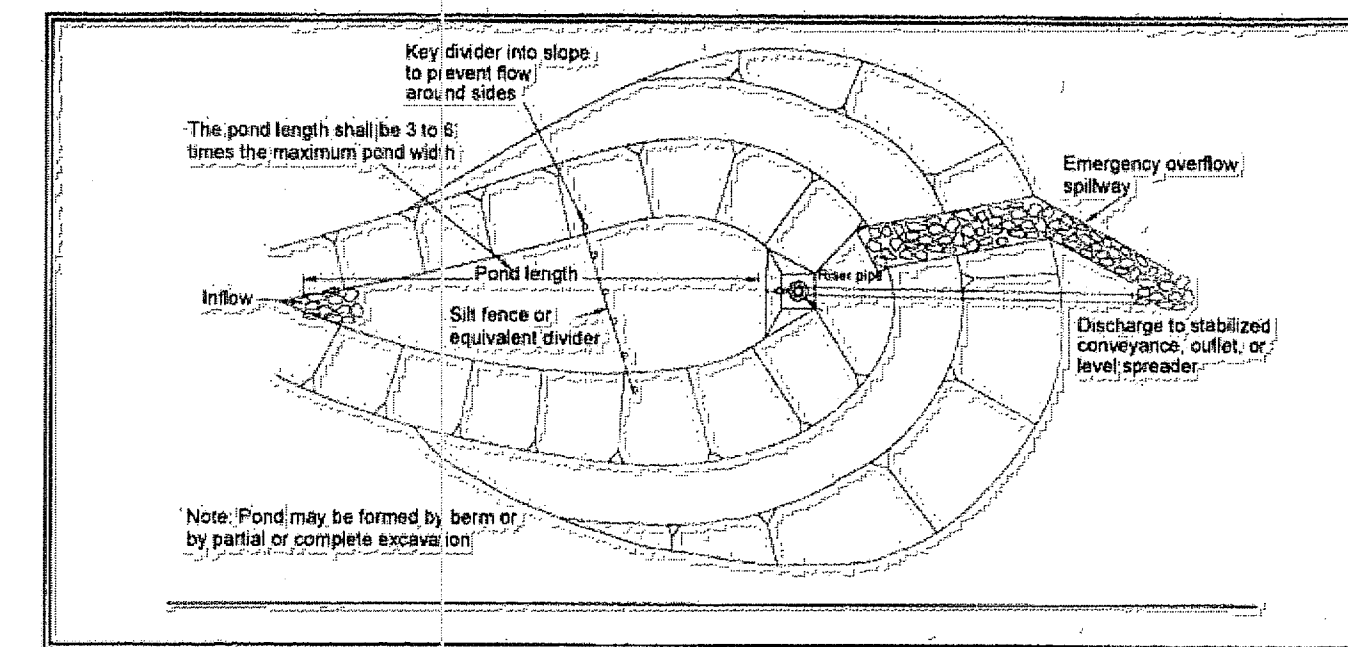 Key divider into slope
to prevent flow
around sides
The pond length shall be 3 to 6
times the maximum pond width
Emergency overflow
spillway
Pond length
Riser pipe
Inflow
Silt fence or
equivalent divider
Discharge to stabilized
conveyance, outlet, or
level spreader
Note: Pond may be formed by berm or
by partial or complete excavation